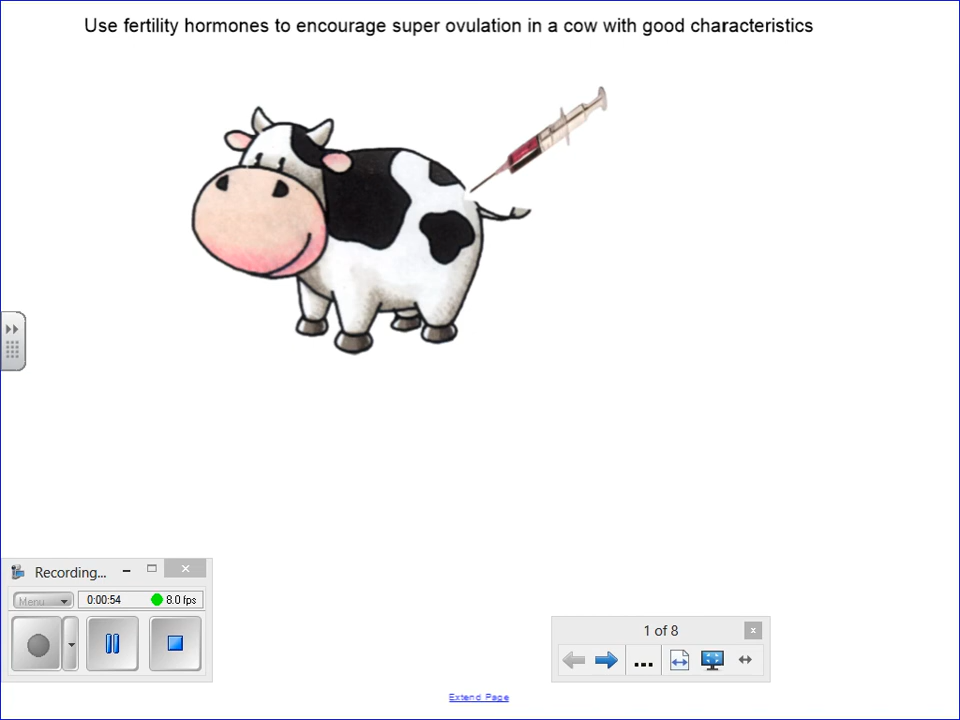 Use fertility hormones to encourage super ovulation in a cow with good characteristics
Recording...
Menu
0:00:54
8.0 fps
1 of 8
...
Extend Page